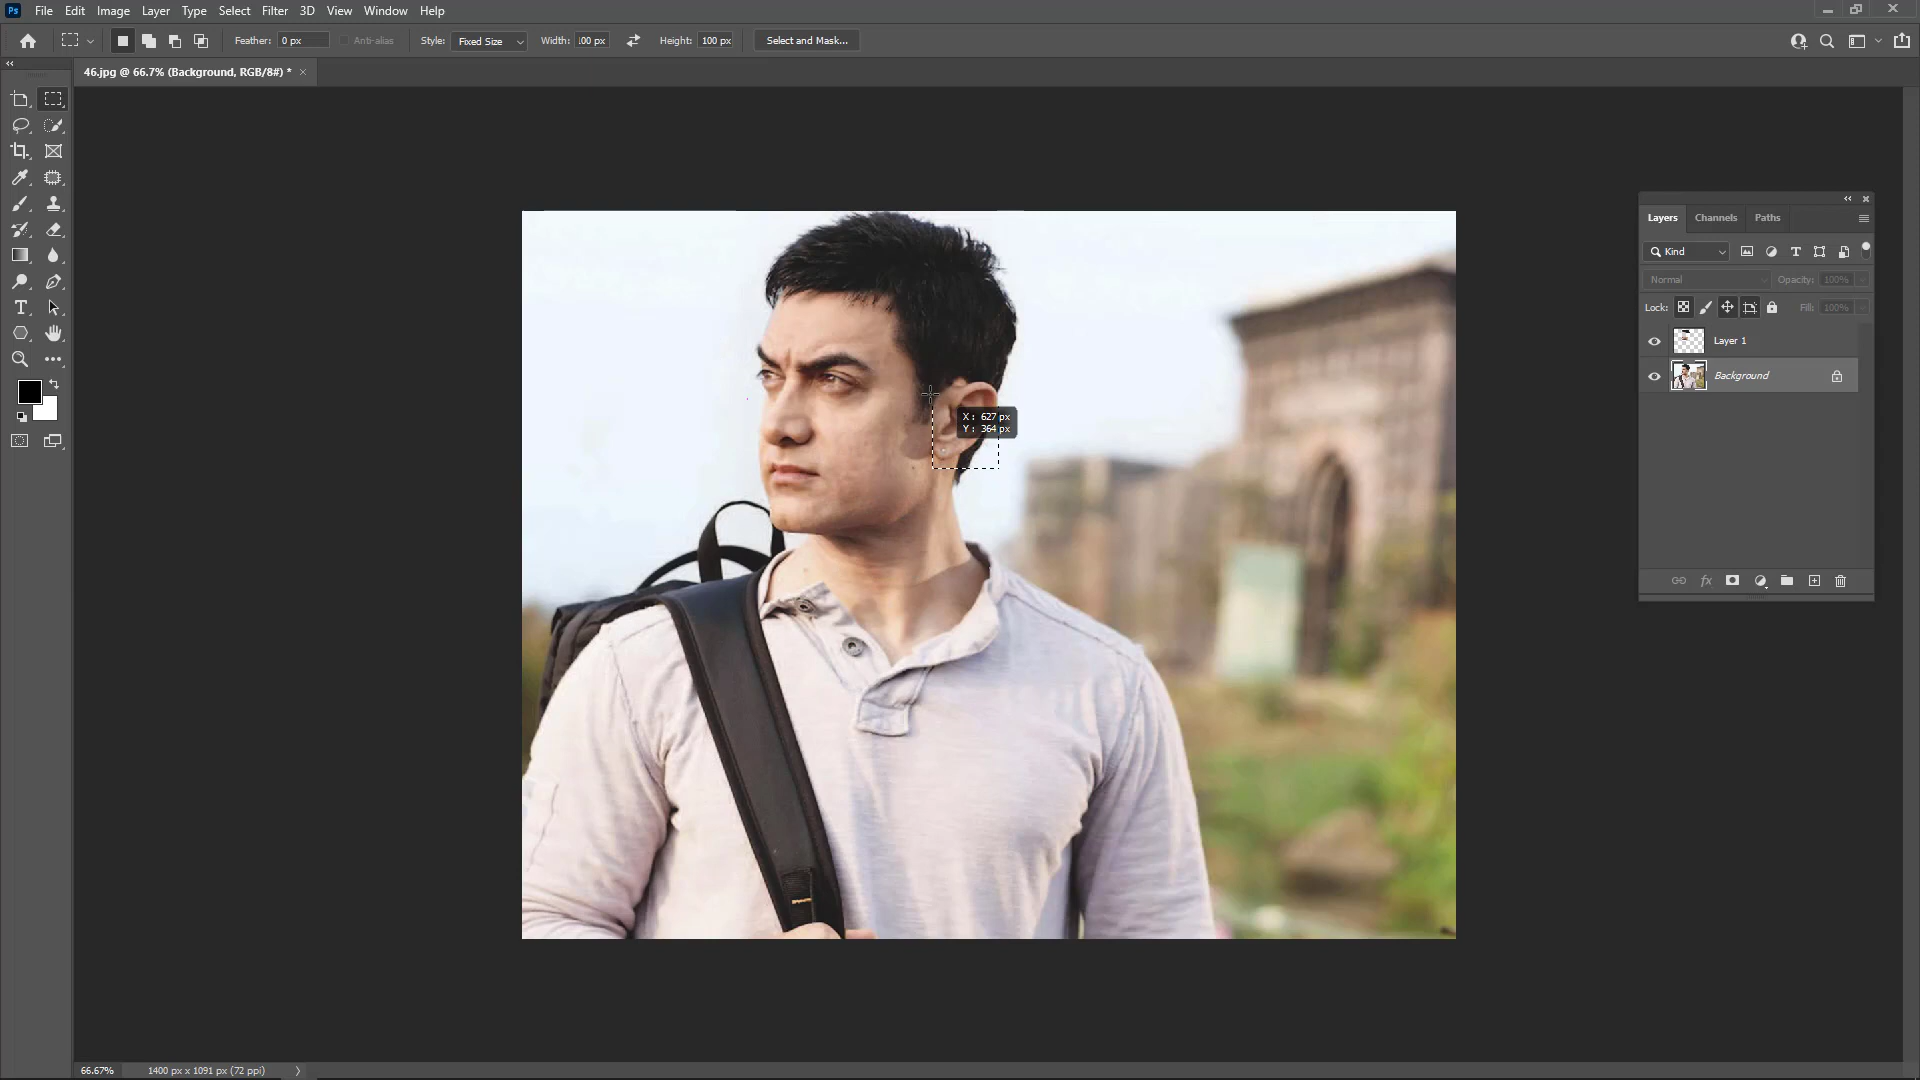 Ps File Edit Image Layer Type Select Filter 3D View Window Help
Feather: 0 px Anti-alias Style: Fixed Size Width: 00 px Height: 100 px Select and Mask...
46.jpg @ 66.7% (Background, RGB/8#) * ×
X : 627 px
Y : 364 px
Layers Channels Paths
Kind
Normal Opacity: 100%
Lock: Fill: 100%
Layer 1
Background
66.67% 1400 px x 1091 px (72 ppi)